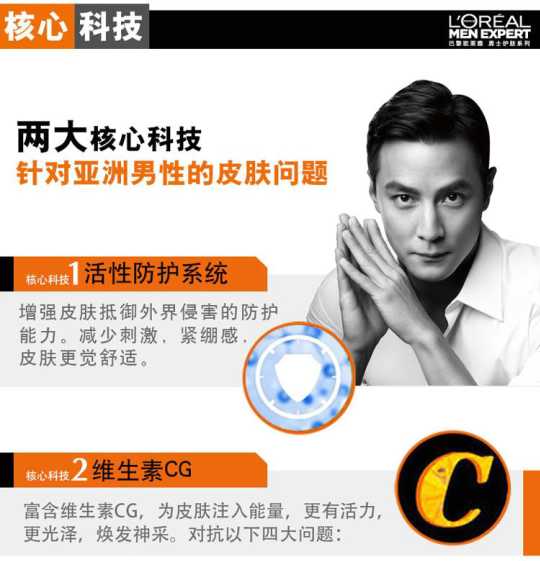 核心 科技
L'ORÉAL
MEN EXPERT
巴黎欧莱雅 男士护肤系列
两大核心科技
针对亚洲男性的皮肤问题
核心科技1 活性防护系统
增强皮肤抵御外界侵害的防护
能力。减少刺激，紧绷感，
皮肤更觉舒适。
核心科技2 维生素CG
C
富含维生素CG，为皮肤注入能量，更有活力，
更光泽，焕发神采。对抗以下四大问题：